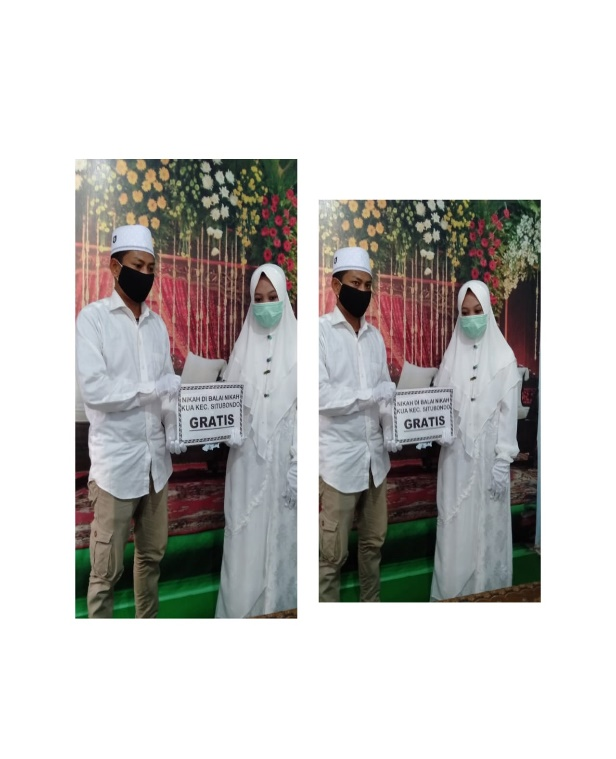 NIKAH DI BALAI NIKAH
KUA KEC. SITUBONDO
GRATIS
NIKAH DI BALAI NIKAH
KUA KEC. SITUBONDO
GRATIS